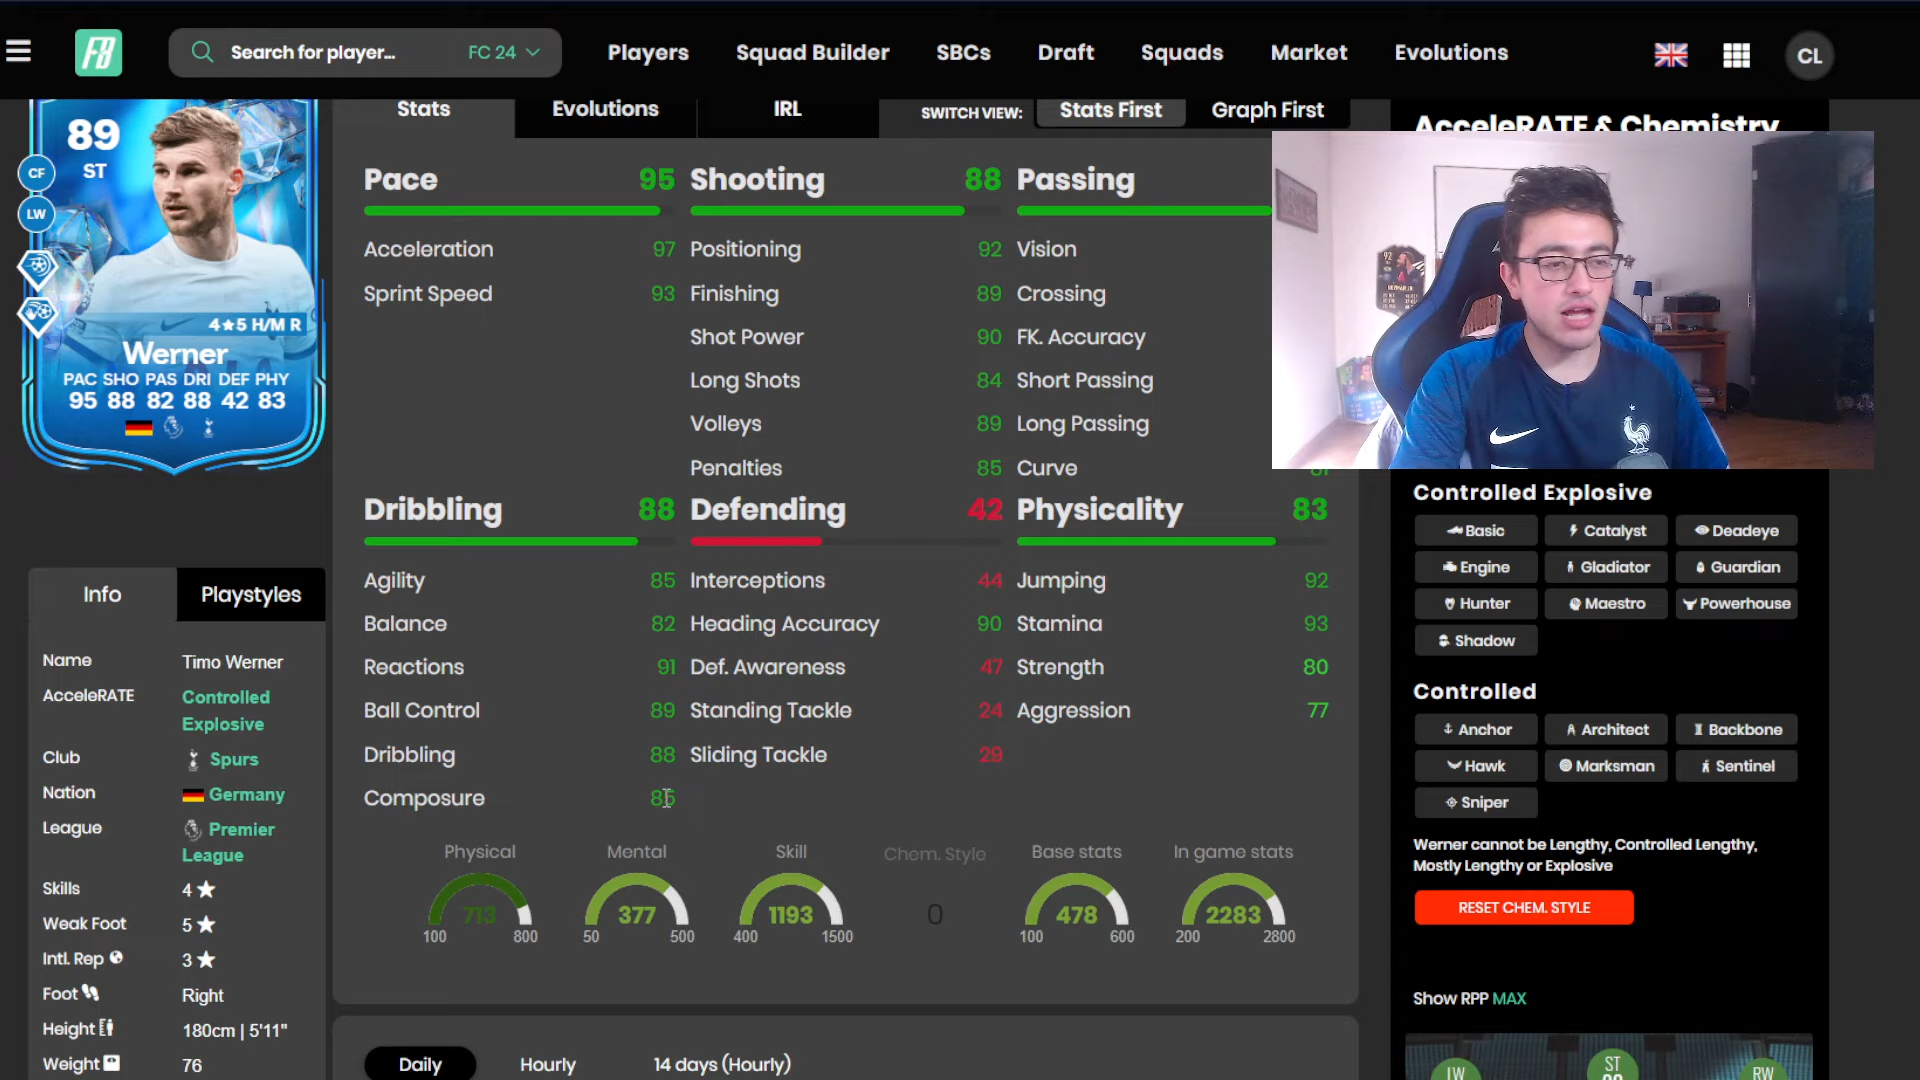 F8
Search for player...
FC 24
Players
Squad Builder
SBCs
Draft
Squads
Market
Evolutions
CL
Stats
Evolutions
IRL
SWITCH VIEW:
Stats First
Graph First
AcceleRATE & Chemistry
89
ST
CF
LW
4★5 H/M R
Werner
PAC SHO PAS DRI DEF PHY
95 88 82 88 42 83
Pace 95
Acceleration 97
Sprint Speed 93
Shooting 88
Positioning 92
Finishing 89
Shot Power 90
Long Shots 84
Volleys 89
Penalties 85
Passing
Vision
Crossing
FK. Accuracy
Short Passing
Long Passing
Curve
92
NEYMAR JR
Dribbling 88
Agility 85
Balance 82
Reactions 91
Ball Control 89
Dribbling 88
Composure
Defending 42
Interceptions 44
Heading Accuracy 90
Def. Awareness 47
Standing Tackle 24
Sliding Tackle 29
Physicality 83
Jumping 92
Stamina 93
Strength 80
Aggression 77
Physical
713
100 800
Mental
377
50 500
Skill
1193
400 1500
Chem. Style
0
Base stats
478
100 600
In game stats
2283
200 2800
Info
Playstyles
Name Timo Werner
AcceleRATE Controlled
Explosive
Club Spurs
Nation Germany
League Premier
League
Skills 4 ★
Weak Foot 5 ★
Intl. Rep 3 ★
Foot Right
Height 180cm | 5'11"
Weight 76
Controlled Explosive
Basic Catalyst Deadeye
Engine Gladiator Guardian
Hunter Maestro Powerhouse
Shadow
Controlled
Anchor Architect Backbone
Hawk Marksman Sentinel
Sniper
Werner cannot be Lengthy, Controlled Lengthy,
Mostly Lengthy or Explosive
RESET CHEM. STYLE
Show RPP MAX
LW
ST
RW
Daily
Hourly
14 days (Hourly)